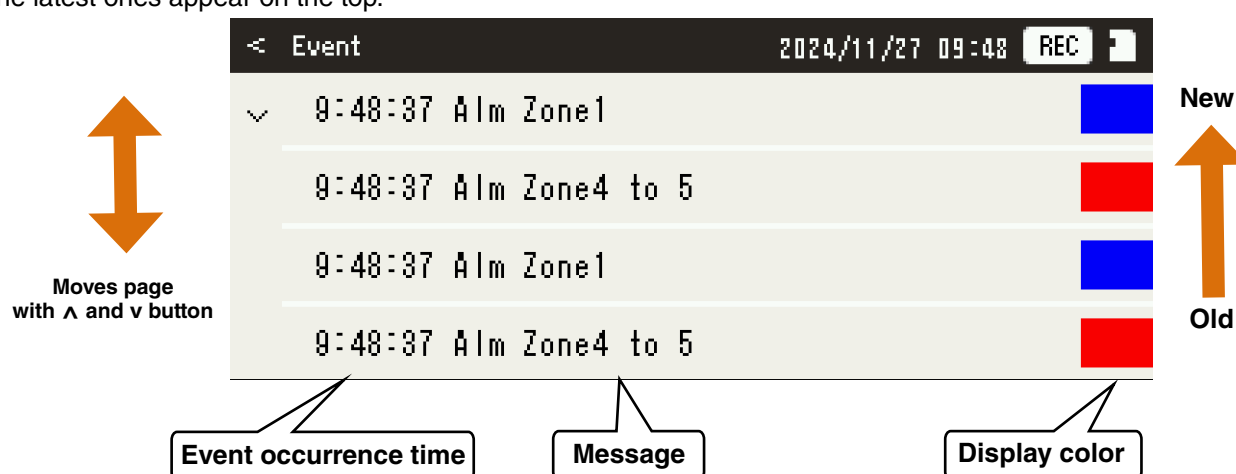 he latest ones appear on the top.
< Event 2024/11/27 09:48 REC
9:48:37 Alm Zone1
9:48:37 Alm Zone4 to 5
9:48:37 Alm Zone1
9:48:37 Alm Zone4 to 5
Moves page
with ∧ and v button
New
Old
Event occurrence time
Message
Display color